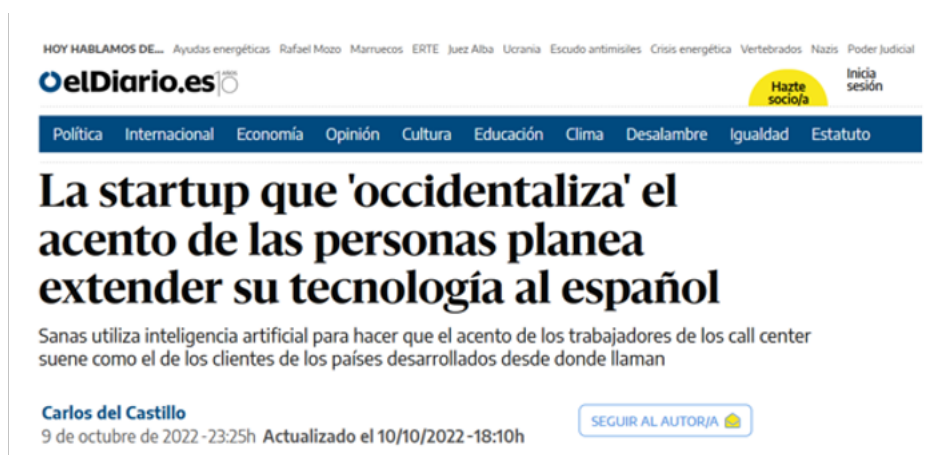 HOY HABLAMOS DE... Ayudas energéticas Rafael Mozo Marruecos ERTE Juez Alba Ucrania Escudo antimisiles Crisis energética Vertebrados Nazis Poder Judicial
elDiario.es 10 años
Hazte
socio/a
Inicia
sesión
Política Internacional Economía Opinión Cultura Educación Clima Desalambre Igualdad Estatuto
La startup que 'occidentaliza' el
acento de las personas planea
extender su tecnología al español
Sanas utiliza inteligencia artificial para hacer que el acento de los trabajadores de los call center
suene como el de los clientes de los países desarrollados desde donde llaman
Carlos del Castillo
9 de octubre de 2022 -23:25h Actualizado el 10/10/2022 -18:10h
SEGUIR AL AUTOR/A